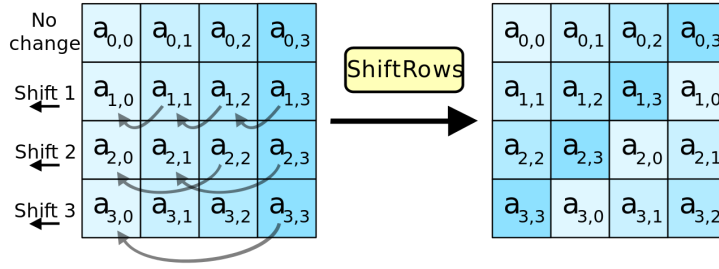 No change
a0,0 a0,1 a0,2 a0,3
Shift 1
a1,0 a1,1 a1,2 a1,3
Shift 2
a2,0 a2,1 a2,2 a2,3
Shift 3
a3,0 a3,1 a3,2 a3,3
ShiftRows
a0,0 a0,1 a0,2 a0,3
a1,1 a1,2 a1,3 a1,0
a2,2 a2,3 a2,0 a2,1
a3,3 a3,0 a3,1 a3,2